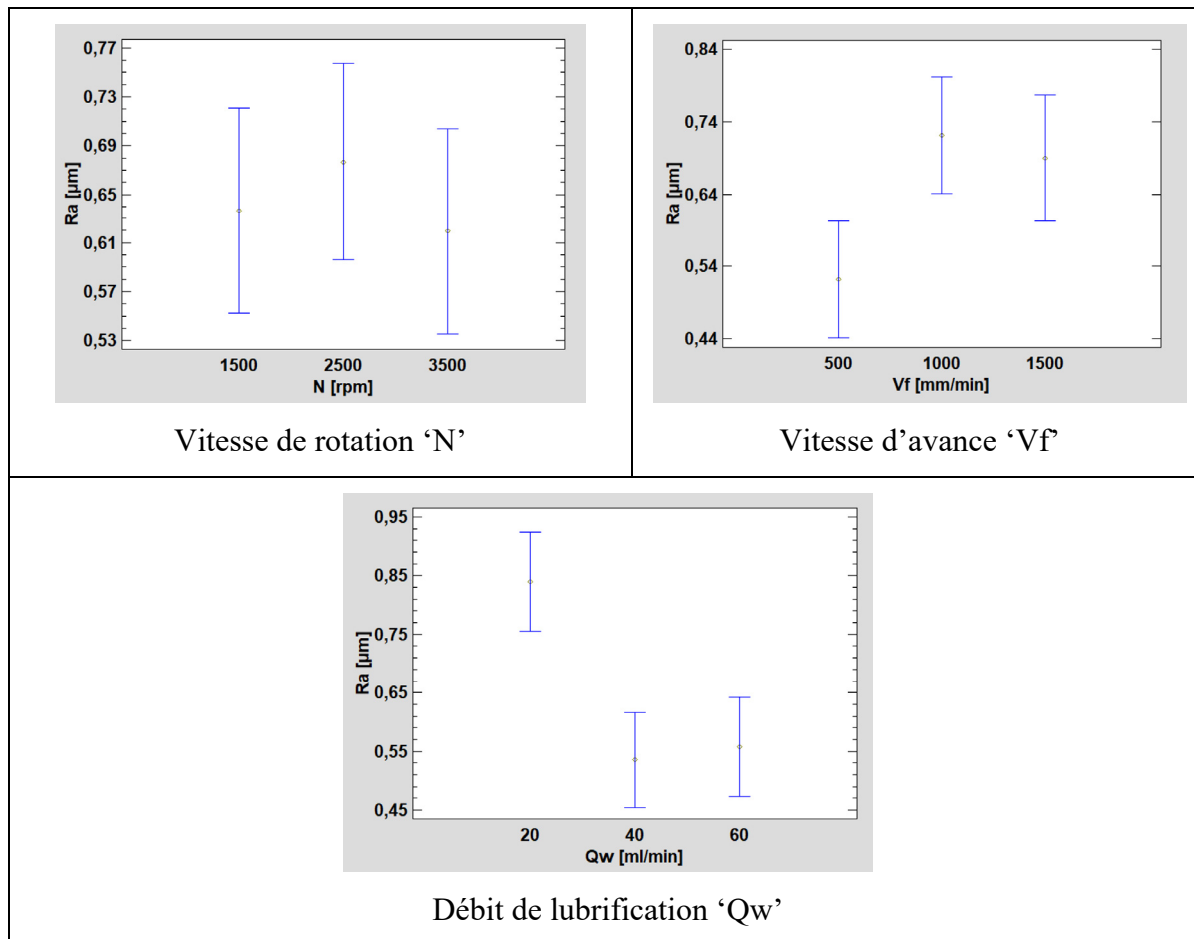 0,77
0,73
0,69
0,65
0,61
0,57
0,53
Ra [µm]
1500 2500 3500
N [rpm]
Vitesse de rotation ‘N’
0,84
0,74
0,64
0,54
0,44
Ra [µm]
500 1000 1500
Vf [mm/min]
Vitesse d’avance ‘Vf’
0,95
0,85
0,75
0,65
0,55
0,45
Ra [µm]
20 40 60
Qw [ml/min]
Débit de lubrification ‘Qw’